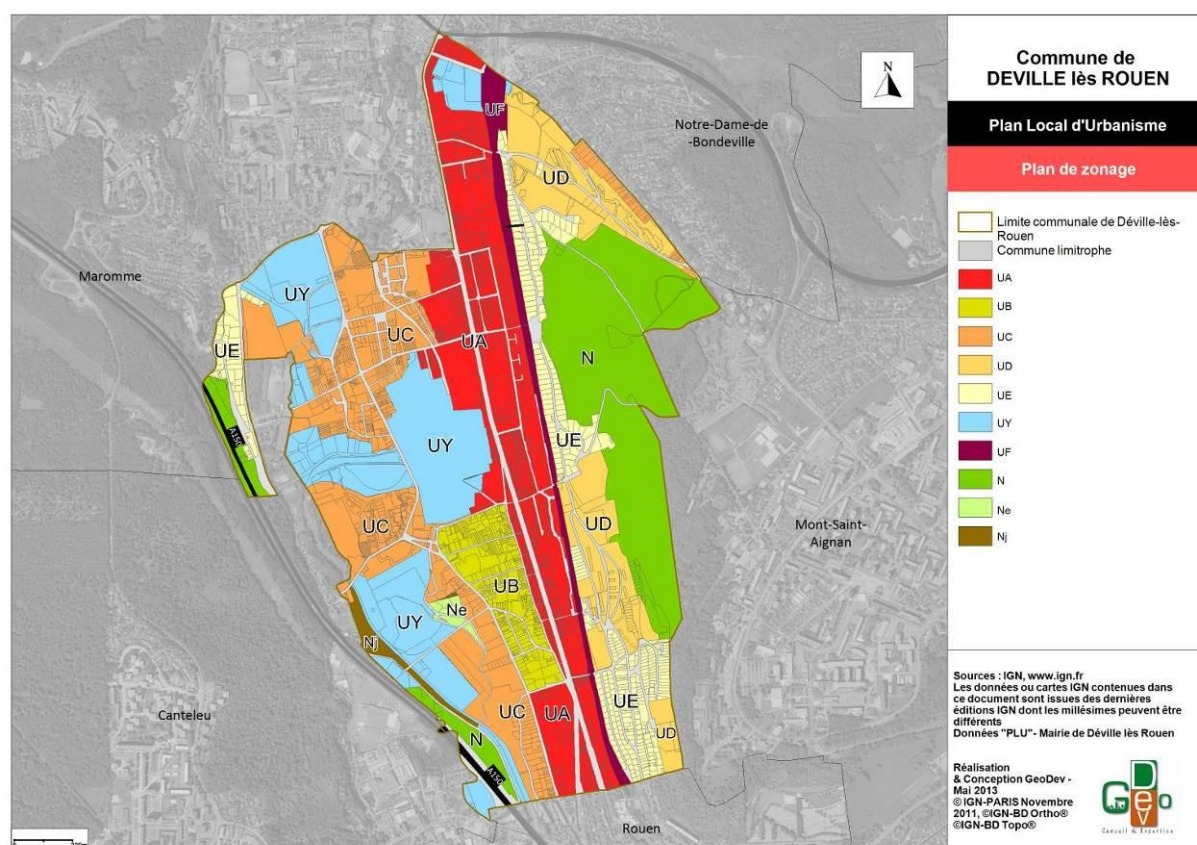 Commune de
DEVILLE lès ROUEN
Plan Local d'Urbanisme
Plan de zonage
Limite communale de Déville-lès-
Rouen
Commune limitrophe
UA
UB
UC
UD
UE
UY
UF
N
Ne
Nj
Sources : IGN, www.ign.fr
Les données ou cartes IGN contenues dans
ce document sont issues des dernières
éditions IGN dont les millésimes peuvent être
différents
Données "PLU"- Mairie de Déville lès Rouen
Réalisation
& Conception GeoDev -
Mai 2013
© IGN-PARIS Novembre
2011, ©IGN-BD Ortho®
©IGN-BD Topo®
GeoDev
Conseil & Expertise
N
Notre-Dame-de
-Bondeville
Maromme
Mont-Saint-
Aignan
Canteleu
Rouen
UF
UD
UY
UE
UC
UA
N
A150
UY
UE
UC
UD
UB
Ne
UY
Nj
UC
UA
UE
UD
N
A150